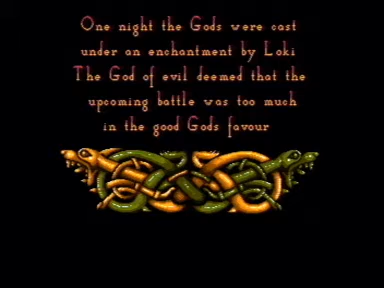 One night the Gods were cast
under an enchantment by Loki
The God of evil deemed that the
upcoming battle was too much
in the good Gods favour